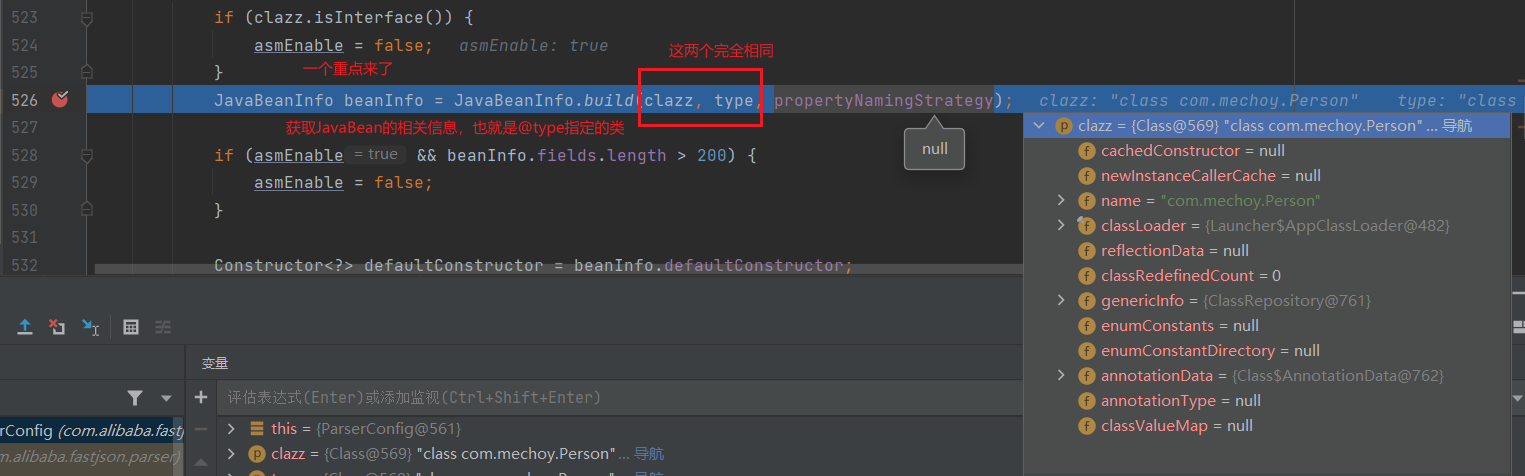 523 if (clazz.isInterface()) {
524 asmEnable = false; asmEnable: true
这两个完全相同
525 }
一个重点来了
526 JavaBeanInfo beanInfo = JavaBeanInfo.build(clazz, type, propertyNamingStrategy); clazz: "class com.mechoy.Person" type: "class
527
获取JavaBean的相关信息，也就是@type指定的类
null
528 if (asmEnable = true && beanInfo.fields.length > 200) {
529 asmEnable = false;
530 }
531
532 Constructor<?> defaultConstructor = beanInfo.defaultConstructor;
clazz = {Class@569} "class com.mechoy.Person" ... 导航
cachedConstructor = null
newInstanceCallerCache = null
name = "com.mechoy.Person"
classLoader = {Launcher$AppClassLoader@482}
reflectionData = null
classRedefinedCount = 0
genericInfo = {ClassRepository@761}
enumConstants = null
enumConstantDirectory = null
annotationData = {Class$AnnotationData@762}
annotationType = null
classValueMap = null
变量
评估表达式(Enter)或添加监视(Ctrl+Shift+Enter)
rConfig (com.alibaba.fastj
m.alibaba.fastjson.parser)
this = {ParserConfig@561}
clazz = {Class@569} "class com.mechoy.Person" ... 导航